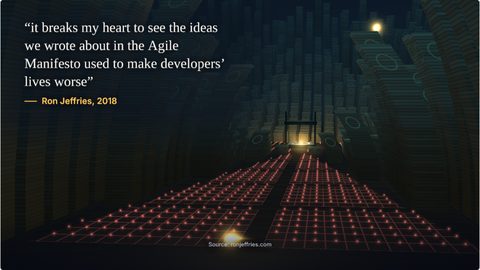 “it breaks my heart to see the ideas
we wrote about in the Agile
Manifesto used to make developers’
lives worse”
— Ron Jeffries, 2018
Source: ronjeffries.com